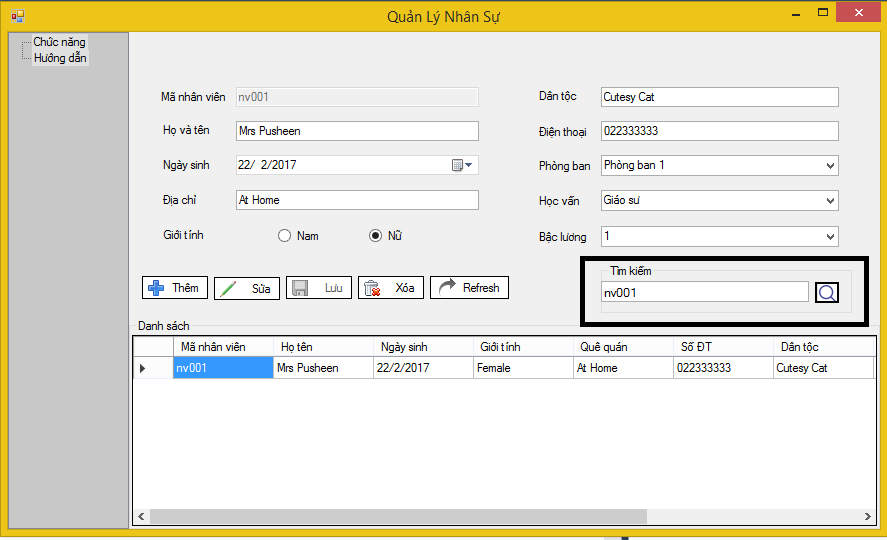 Quản Lý Nhân Sự
Chức năng
Hướng dẫn
Mã nhân viên nv001
Họ và tên Mrs Pusheen
Ngày sinh 22/ 2/2017
Địa chỉ At Home
Giới tính Nam Nữ
Dân tộc Cutesy Cat
Điện thoại 022333333
Phòng ban Phòng ban 1
Học vấn Giáo sư
Bậc lương 1
Thêm Sửa Lưu Xóa Refresh
Tìm kiếm
nv001
Danh sách
Mã nhân viên Họ tên Ngày sinh Giới tính Quê quán Số ĐT Dân tộc
nv001 Mrs Pusheen 22/2/2017 Female At Home 022333333 Cutesy Cat